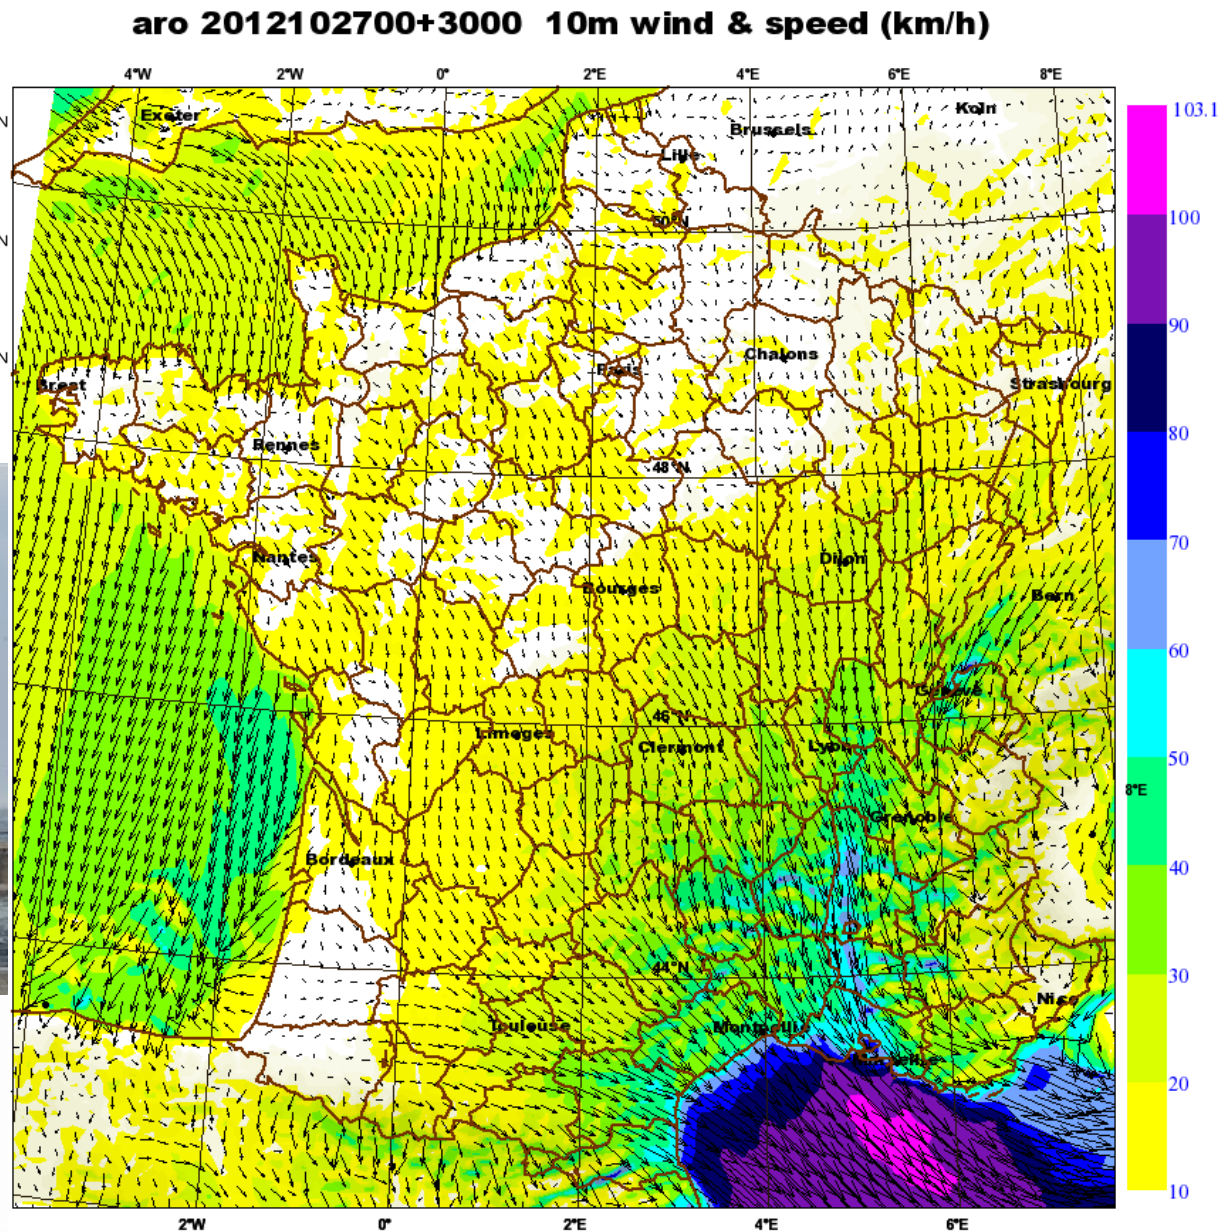 aro 2012102700+3000  10m wind & speed (km/h)
4°W 2°W 0° 2°E 4°E 6°E 8°E
103.1
Exeter
Koln
Brussels
Lille
100
50°N
90
Chalons
Paris
Brest
Strasbourg
80
Rennes
48°N
70
Nantes
Dijon
Bourges
Bern
60
Geneve
46°N
Limoges
Clermont
Lyon
50
8°E
Grenoble
Bordeaux
40
44°N
30
Nice
Toulouse
Montpellie
Marseille
20
10
2°W 0° 2°E 4°E 6°E